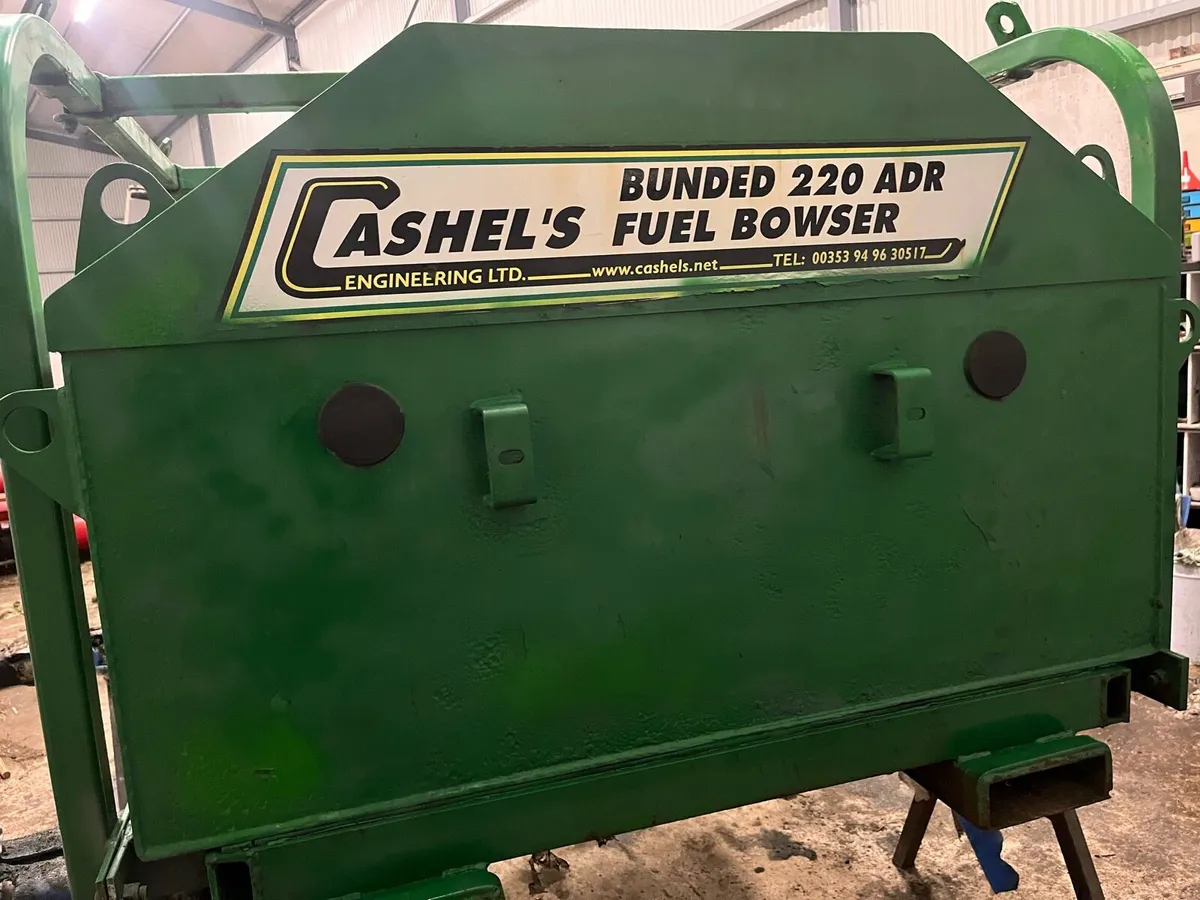 CASHEL'S
BUNDED 220 ADR
FUEL BOWSER
ENGINEERING LTD. www.cashels.net TEL: 00353 94 96 30517